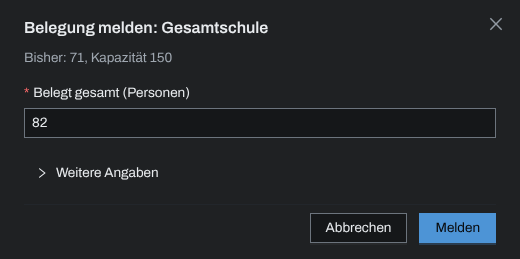 Belegung melden: Gesamtschule
Bisher: 71, Kapazität 150
* Belegt gesamt (Personen)
82
Weitere Angaben
Abbrechen
Melden